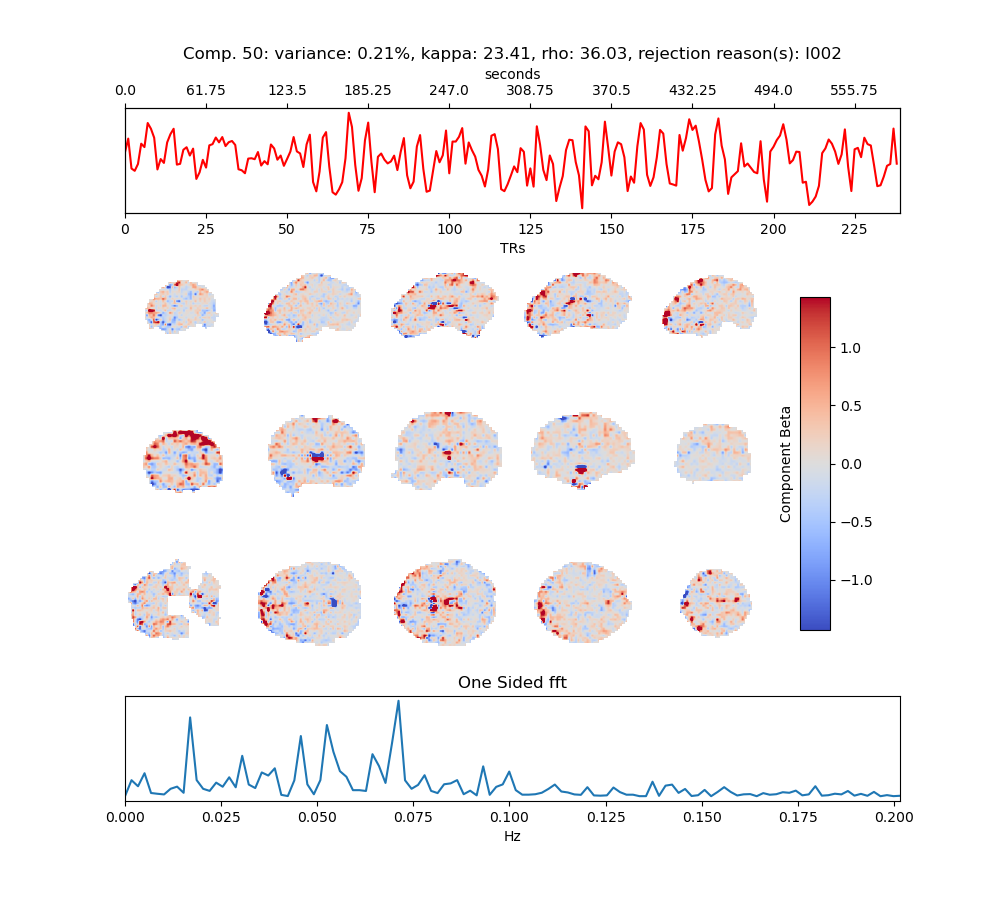 Comp. 50: variance: 0.21%, kappa: 23.41, rho: 36.03, rejection reason(s): I002
seconds
0.0 61.75 123.5 185.25 247.0 308.75 370.5 432.25 494.0 555.75
0 25 50 75 100 125 150 175 200 225
TRs
Component Beta
1.0
0.5
0.0
−0.5
−1.0
One Sided fft
0.000 0.025 0.050 0.075 0.100 0.125 0.150 0.175 0.200
Hz